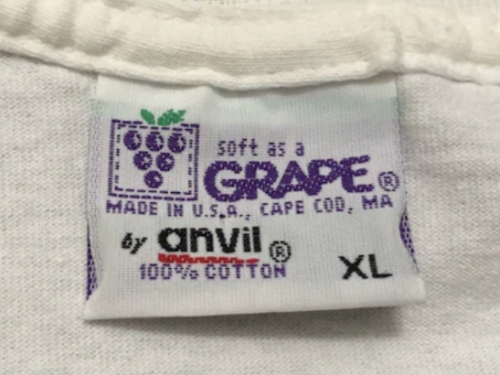 soft as a
GRAPE®
MADE IN U.S.A., CAPE COD, MA
by anvil®
100% COTTON XL